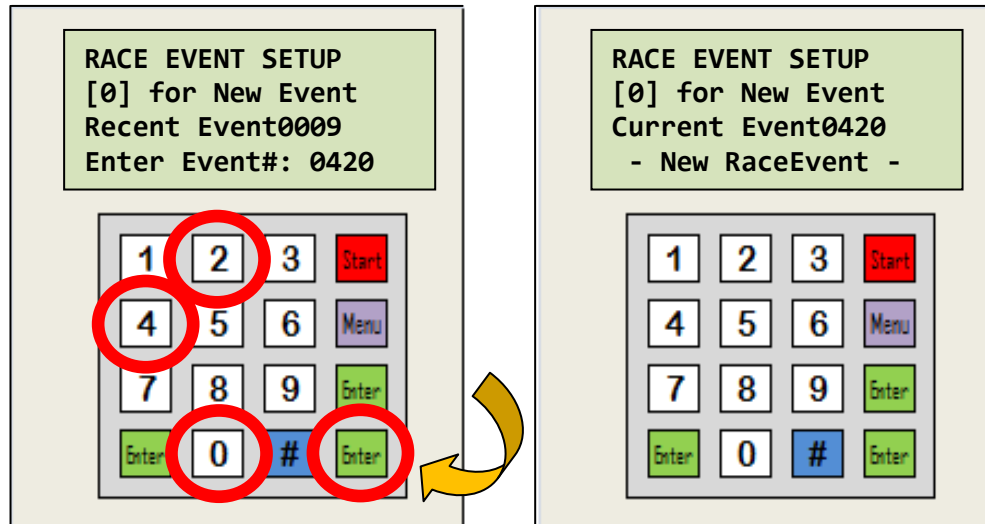 RACE EVENT SETUP
[0] for New Event
Recent Event0009
Enter Event#: 0420
1 2 3 Start
4 5 6 Menu
7 8 9 Enter
Enter 0 # Enter
RACE EVENT SETUP
[0] for New Event
Current Event0420
- New RaceEvent -
1 2 3 Start
4 5 6 Menu
7 8 9 Enter
Enter 0 # Enter